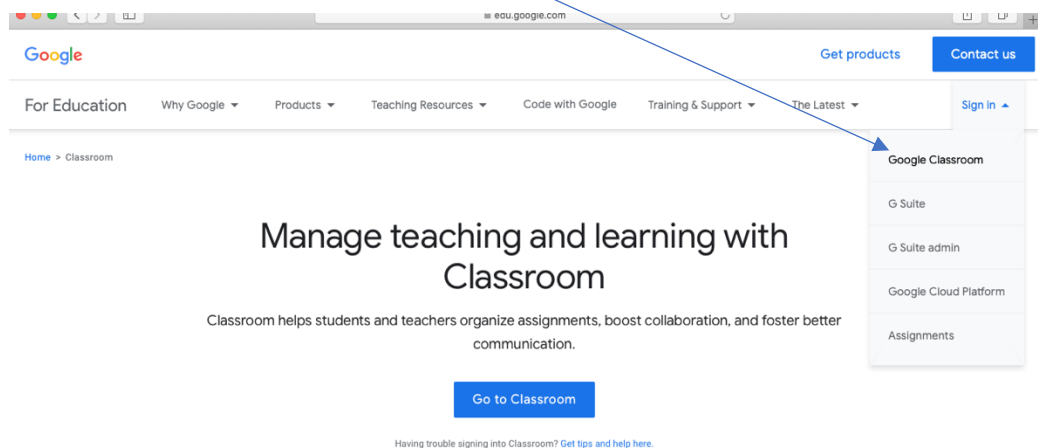 edu.google.com
Google
Get products
Contact us
For Education
Why Google
Products
Teaching Resources
Code with Google
Training & Support
The Latest
Sign in
Home > Classroom
Google Classroom
G Suite
G Suite admin
Google Cloud Platform
Assignments
Manage teaching and learning with
Classroom
Classroom helps students and teachers organize assignments, boost collaboration, and foster better
communication.
Go to Classroom
Having trouble signing into Classroom? Get tips and help here.